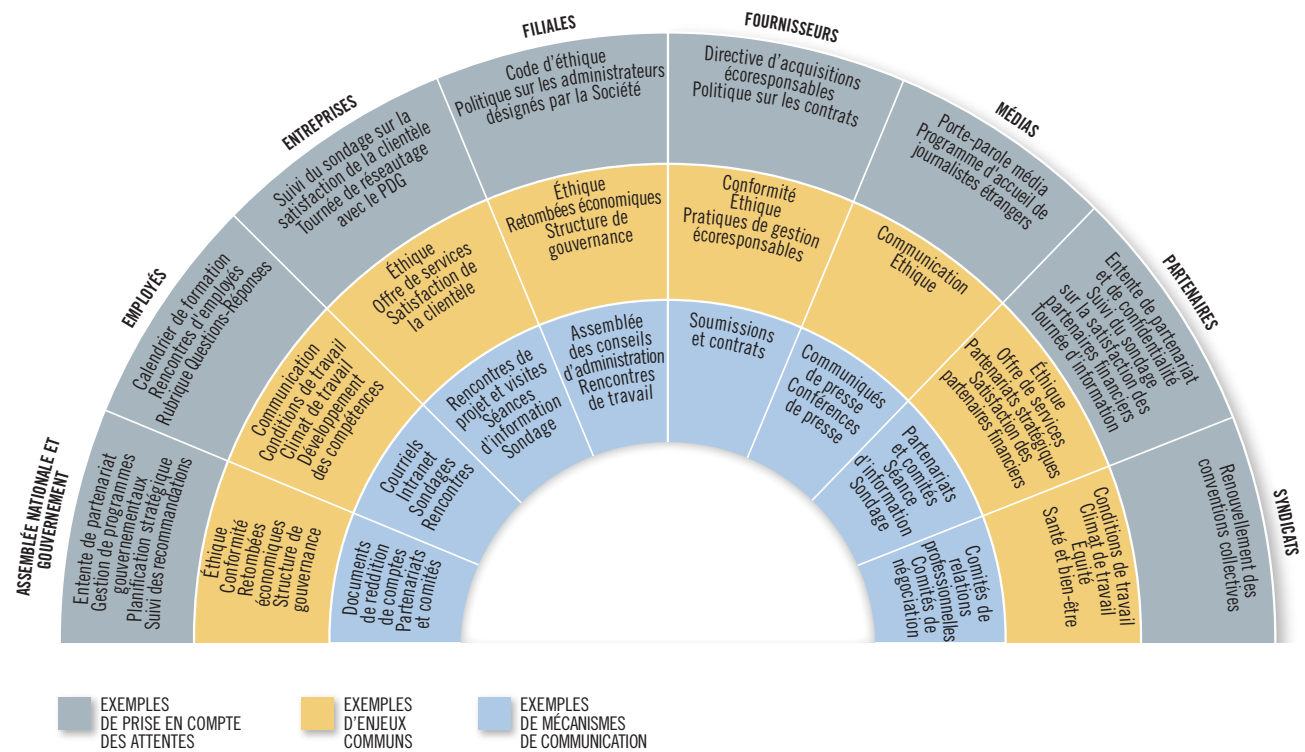 ASSEMBLÉE NATIONALE ET
GOUVERNEMENT
Entente de partenariat
Gestion de programmes
gouvernementaux
Planification stratégique
Suivi des recommandations
Éthique
Conformité
Retombées
économiques
Structure de
gouvernance
Documents
de reddition
de comptes
Partenariats
et comités
EMPLOYÉS
Calendrier de formation
Rencontres d'employés
Rubrique Questions-Réponses
Communication
Conditions de travail
Climat de travail
Développement
des compétences
Courriels
Intranet
Sondages
Rencontres
ENTREPRISES
Suivi du sondage sur la
satisfaction de la clientèle
Tournée de réseautage
avec le PDG
Éthique
Offre de services
Satisfaction de
la clientèle
Rencontres de
projet et visites
Séances
d'information
Sondage
FILIALES
Code d'éthique
Politique sur les administrateurs
désignés par la Société
Éthique
Retombées économiques
Structure de
gouvernance
Assemblée
des conseils
d'administration
Rencontres
de travail
FOURNISSEURS
Directive d'acquisitions
écoresponsables
Politique sur les contrats
Conformité
Éthique
Pratiques de gestion
écoresponsables
Soumissions
et contrats
MÉDIAS
Porte-parole média
Programme d'accueil de
journalistes étrangers
Communication
Éthique
Communiqués
de presse
Conférences
de presse
PARTENAIRES
Entente de partenariat
et de confidentialité
Suivi du sondage
sur la satisfaction des
partenaires financiers
Tournée d'information
Éthique
Offre de services
Partenariats stratégiques
Satisfaction des
partenaires financiers
Partenariats
et comités
Séance
d'information
Sondage
SYNDICATS
Renouvellement des
conventions collectives
Conditions de travail
Climat de travail
Équité
Santé et bien-être
Comités de
relations
professionnelles
Comités de
négociation
EXEMPLES
DE PRISE EN COMPTE
DES ATTENTES
EXEMPLES
D'ENJEUX
COMMUNS
EXEMPLES
DE MÉCANISMES
DE COMMUNICATION